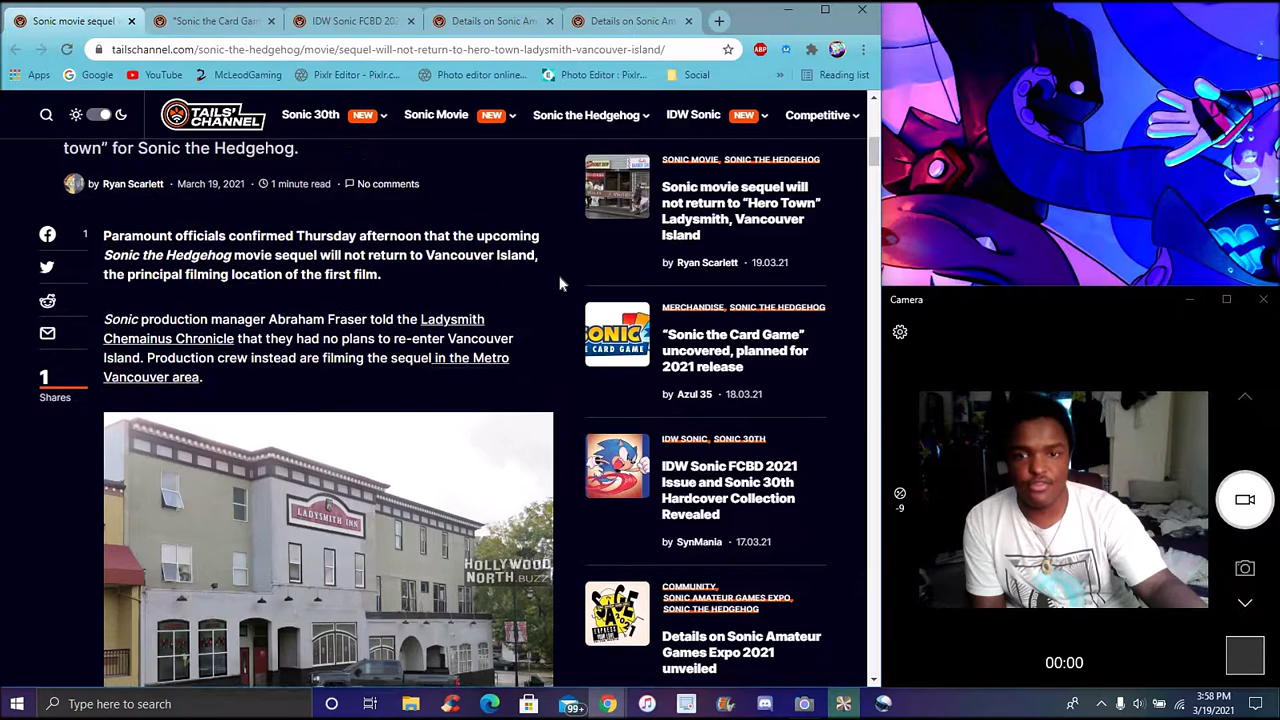 Sonic movie sequel w
"Sonic the Card Gam
IDW Sonic FCBD 202
Details on Sonic Am
Details on Sonic Am
tailschannel.com/sonic-the-hedgehog/movie/sequel-will-not-return-to-hero-town-ladysmith-vancouver-island/
ABP
Apps
Google
YouTube
McLeodGaming
Pixlr Editor - Pixlr.c...
Photo editor online...
Photo Editor : Pixlr...
Social
»
Reading list
TAILS' CHANNEL
Sonic 30th NEW
Sonic Movie NEW
Sonic the Hedgehog
IDW Sonic NEW
Competitive
town" for Sonic the Hedgehog.
by Ryan Scarlett March 19, 2021 1 minute read No comments
1
Paramount officials confirmed Thursday afternoon that the upcoming
Sonic the Hedgehog movie sequel will not return to Vancouver Island,
the principal filming location of the first film.
Sonic production manager Abraham Fraser told the Ladysmith
Chemainus Chronicle that they had no plans to re-enter Vancouver
Island. Production crew instead are filming the sequel in the Metro
Vancouver area.
1
Shares
LADYSMITH INN
HOLLYWOOD
NORTH.BUZZ
SONIC MOVIE, SONIC THE HEDGEHOG
Sonic movie sequel will
not return to "Hero Town"
Ladysmith, Vancouver
Island
by Ryan Scarlett 19.03.21
SONIC
CARD GAME
MERCHANDISE, SONIC THE HEDGEHOG
"Sonic the Card Game"
uncovered, planned for
2021 release
by Azul 35 18.03.21
IDW SONIC, SONIC 30TH
IDW Sonic FCBD 2021
Issue and Sonic 30th
Hardcover Collection
Revealed
by SynMania 17.03.21
COMMUNITY,
SONIC AMATEUR GAMES EXPO,
SONIC THE HEDGEHOG
Details on Sonic Amateur
Games Expo 2021
unveiled
Camera
-9
00:00
Type here to search
99+
3:58 PM
3/19/2021